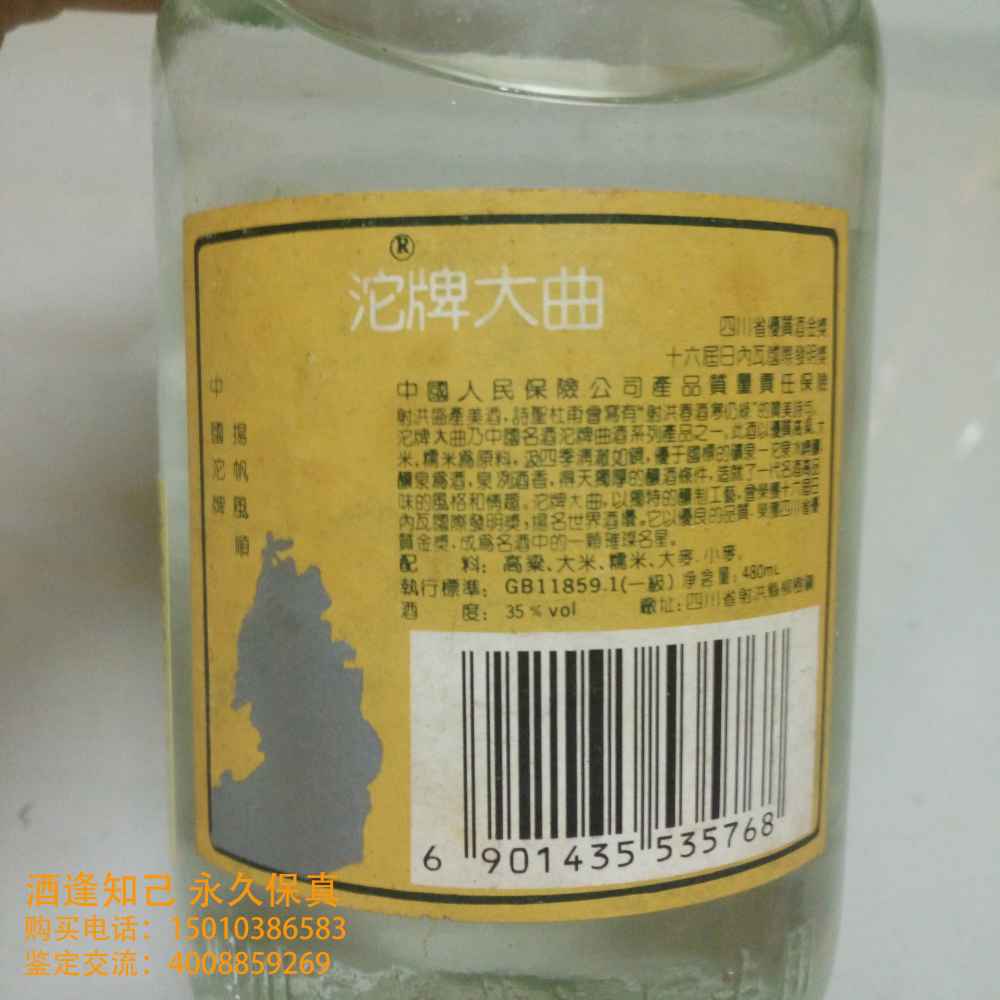 ®
沱牌大曲
四川省優質酒金獎
十六屆日內瓦國際發明獎
中國人民保險公司產品質量責任保險
射洪盛產美酒，詩聖杜甫曾寫有“射洪春酒寒仍綠”的贊美詩句。
沱牌大曲乃中國名酒沱牌曲酒系列產品之一。此酒以優質高粱、大
米、糯米爲原料，汲四季清澈如鏡，優于國標的礦泉一沱泉水
釀泉爲酒，泉洌酒香，得天獨厚的釀酒條件，造就了一代名酒
味的風格和情趣。沱牌大曲，以獨特的釀制工藝，曾榮獲十六屆日
內瓦國際發明獎，揚名世界酒壇。它以優良的品質，榮獲四川省優
質金獎，成爲名酒中的一顆璀璨名星。
配 料：高粱、大米、糯米、大麥、小麥。
執行標準：GB11859.1(一級) 净含量：480mL
酒 度：35%vol 廠址：四川省射洪縣柳樹鎮
中國沱牌
揚帆風順
6 901435 535768
酒逢知己 永久保真
购买电话：15010386583
鉴定交流：4008859269